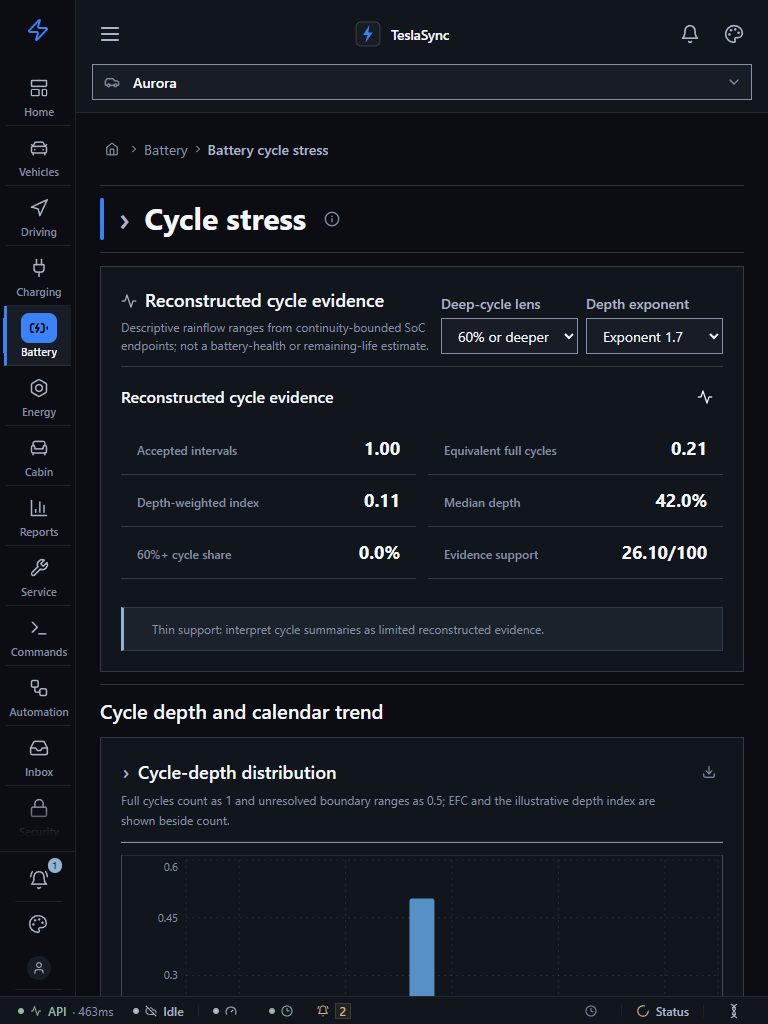 TeslaSync
Aurora
Home
Vehicles
Driving
Charging
Battery
Energy
Cabin
Reports
Service
Commands
Automation
Inbox
Security
1
Battery
Battery cycle stress
Cycle stress
Reconstructed cycle evidence
Descriptive rainflow ranges from continuity-bounded SoC
endpoints; not a battery-health or remaining-life estimate.
Deep-cycle lens
60% or deeper
Depth exponent
Exponent 1.7
Reconstructed cycle evidence
Accepted intervals 1.00
Equivalent full cycles 0.21
Depth-weighted index 0.11
Median depth 42.0%
60%+ cycle share 0.0%
Evidence support 26.10/100
Thin support: interpret cycle summaries as limited reconstructed evidence.
Cycle depth and calendar trend
Cycle-depth distribution
Full cycles count as 1 and unresolved boundary ranges as 0.5; EFC and the illustrative depth index are
shown beside count.
0.6
0.45
0.3
API · 463ms
Idle
2
Status